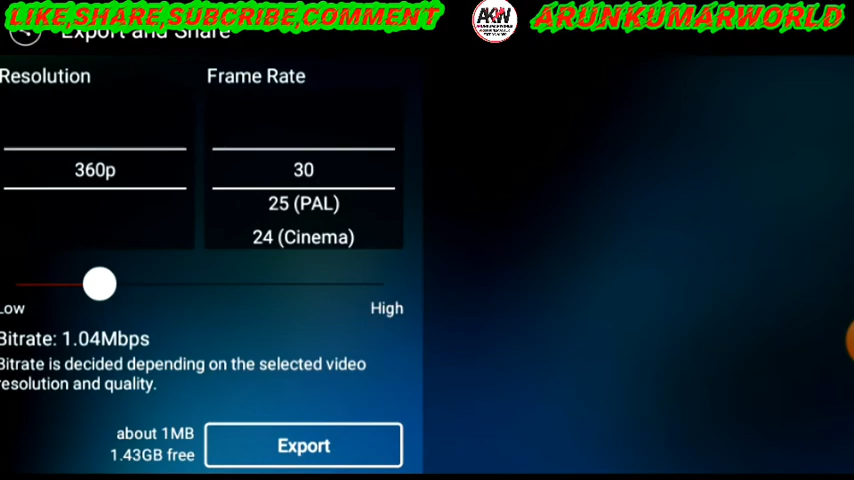 LIKE,SHARE,SUBCRIBE,COMMENT
AKW
ARUNKUMARWORLD
Export and Share
Resolution
Frame Rate
360p
30
25 (PAL)
24 (Cinema)
Low
High
Bitrate: 1.04Mbps
Bitrate is decided depending on the selected video
resolution and quality.
about 1MB
1.43GB free
Export